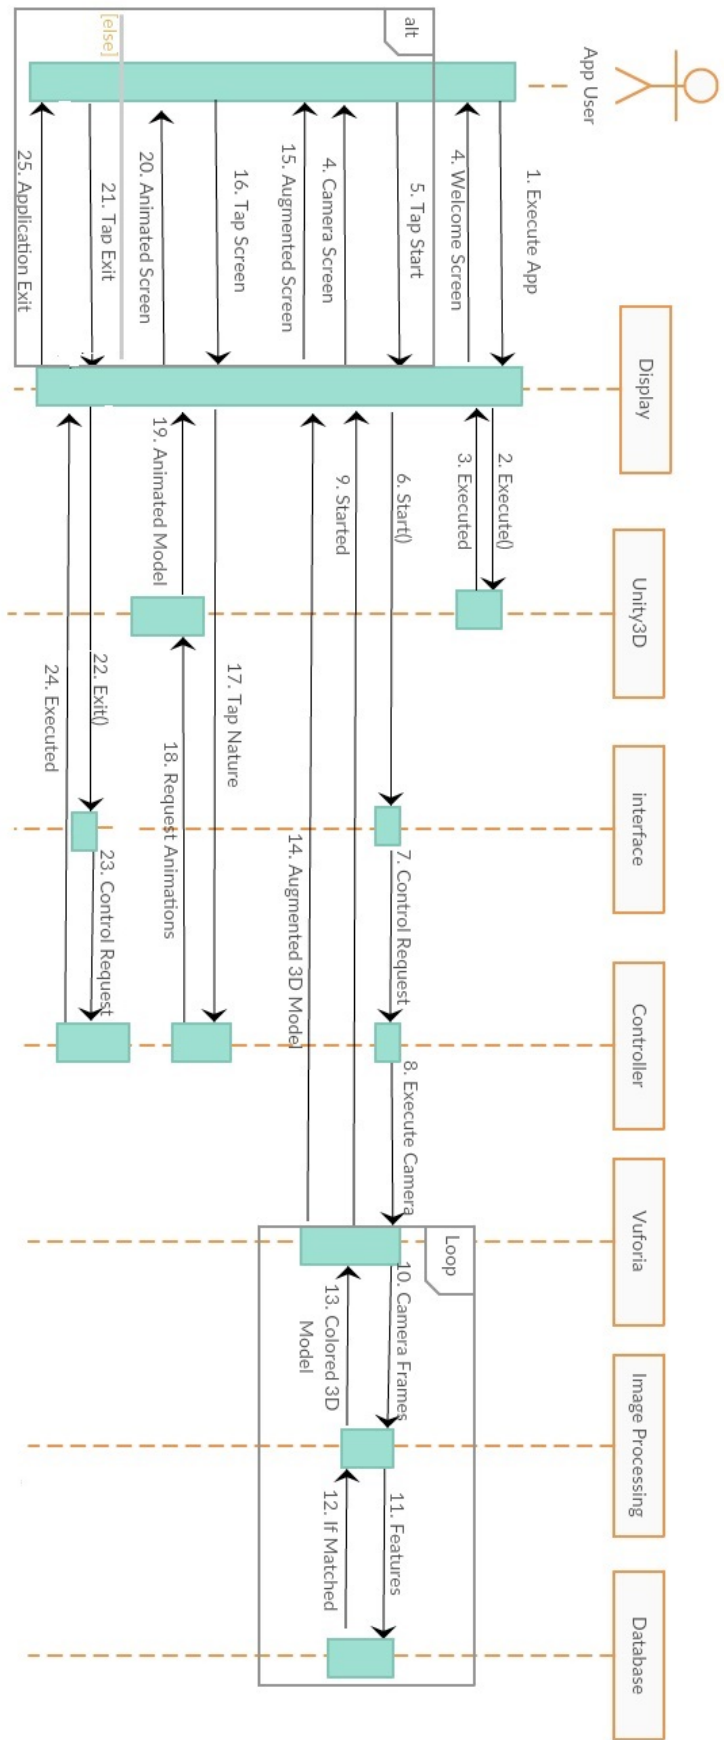 App User
Display
Unity3D
interface
Controller
Vuforia
Image Processing
Database
1. Execute App
2. Execute()
3. Executed
4. Welcome Screen
alt
5. Tap Start
6. Start()
7. Control Request
8. Execute Camera
Loop
9. Started
4. Camera Screen
10. Camera Frames
11. Features
12. If Matched
13. Colored 3D
Model
14. Augmented 3D Model
15. Augmented Screen
16. Tap Screen
17. Tap Nature
18. Request Animations
19. Animated Model
20. Animated Screen
[else]
21. Tap Exit
22. Exit()
23. Control Request
24. Executed
25. Application Exit